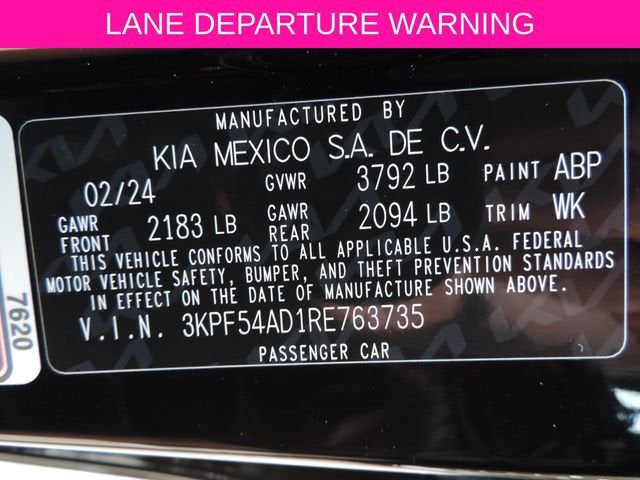 LANE DEPARTURE WARNING
MANUFACTURED BY
KIA MEXICO S.A. DE C.V.
02/24 GVWR 3792 LB PAINT ABP
GAWR FRONT 2183 LB GAWR REAR 2094 LB TRIM WK
THIS VEHICLE CONFORMS TO ALL APPLICABLE U.S.A. FEDERAL
MOTOR VEHICLE SAFETY, BUMPER, AND THEFT PREVENTION STANDARDS
IN EFFECT ON THE DATE OF MANUFACTURE SHOWN ABOVE.
V.I.N. 3KPF54AD1RE763735
PASSENGER CAR
7620